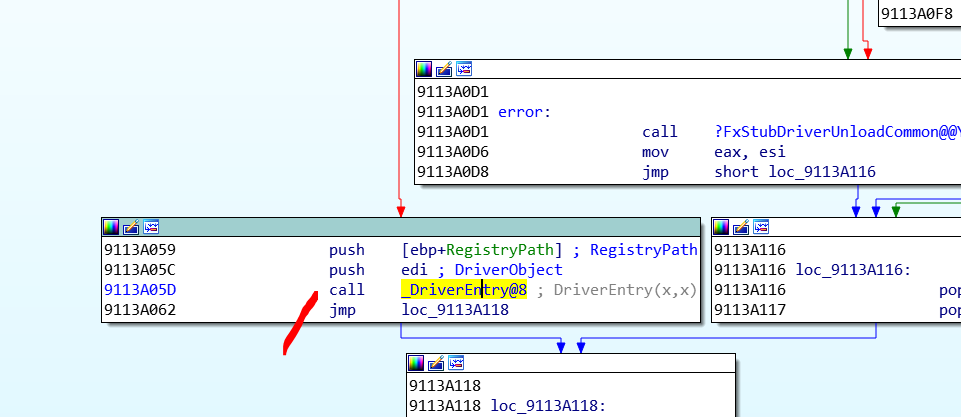 9113A0F8
9113A0D1
9113A0D1 error:
9113A0D1 call ?FxStubDriverUnloadCommon@@Y
9113A0D6 mov eax, esi
9113A0D8 jmp short loc_9113A116
9113A059 push [ebp+RegistryPath] ; RegistryPath
9113A05C push edi ; DriverObject
9113A05D call _DriverEntry@8 ; DriverEntry(x,x)
9113A062 jmp loc_9113A118
9113A116
9113A116 loc_9113A116:
9113A116 pop
9113A117 pop
9113A118
9113A118 loc_9113A118: